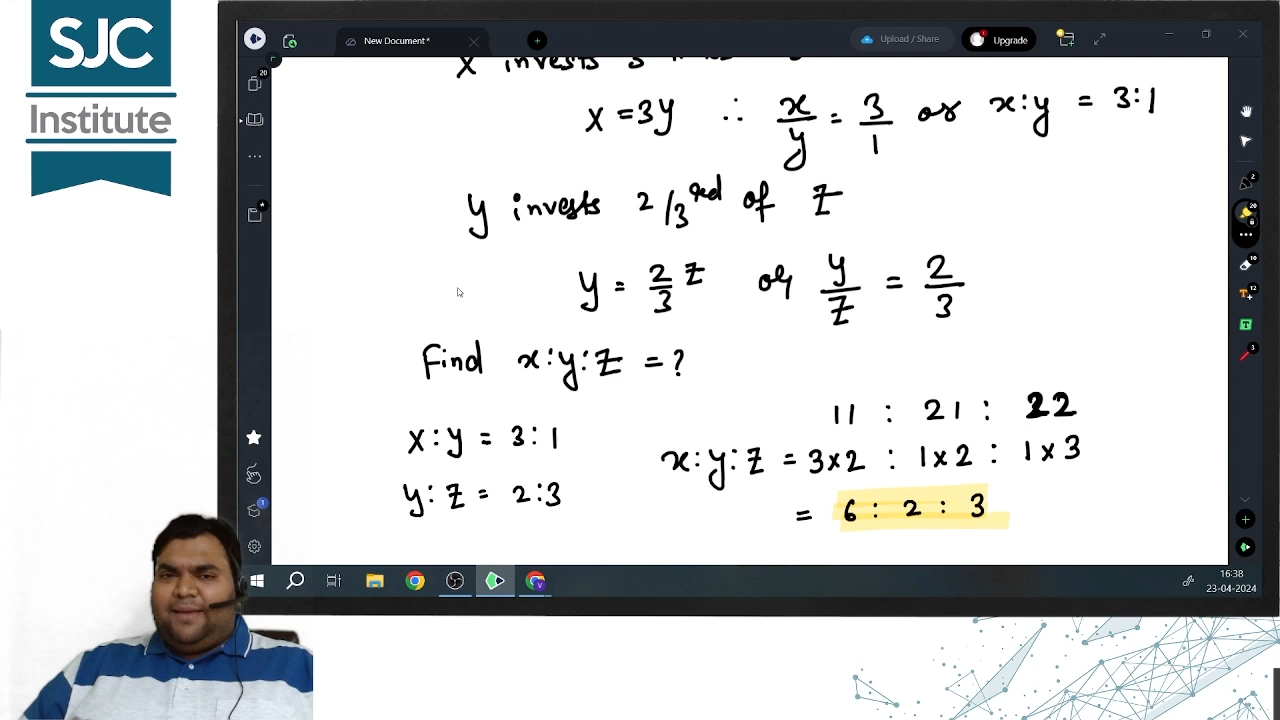 SJC
Institute
New Document*
Upload / Share
Upgrade
x invests 3
x = 3y ∴ x/y = 3/1 or x:y = 3:1
y invests 2/3rd of z
y = 2/3 z or y/z = 2/3
Find x:y:z = ?
11 : 21 : 22
x:y = 3:1
x:y:z = 3×2 : 1×2 : 1×3
y:z = 2:3
= 6 : 2 : 3
16:38
23-04-2024